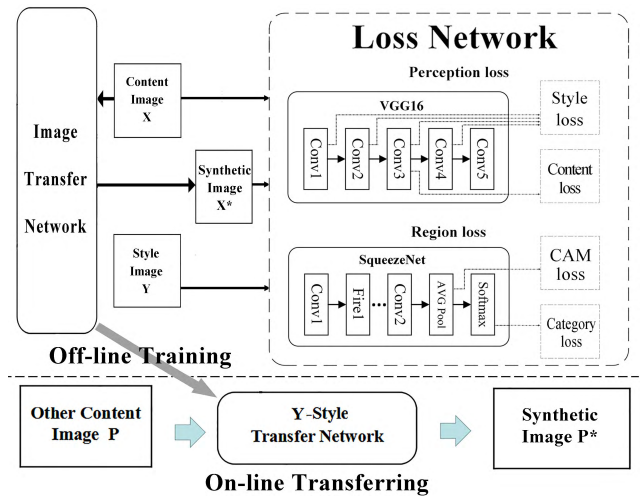 Loss Network
Perception loss
VGG16
Conv1
Conv2
Conv3
Conv4
Conv5
Style
loss
Content
loss
Region loss
SqueezeNet
Conv1
Fire1
...
Conv2
AVG Pool
Softmax
CAM
loss
Category
loss
Image
Transfer
Network
Content
Image
X
Synthetic
Image
X*
Style
Image
Y
Off-line Training
Other Content
Image P
Y-Style
Transfer Network
Synthetic
Image P*
On-line Transferring